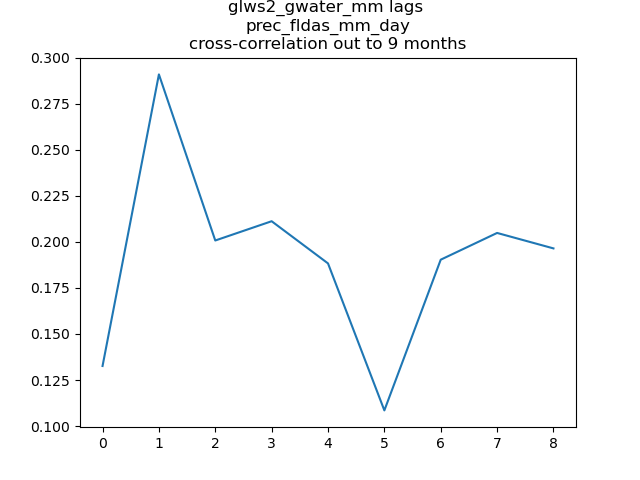 glws2_gwater_mm lags
prec_fldas_mm_day
cross-correlation out to 9 months
0.300
0.275
0.250
0.225
0.200
0.175
0.150
0.125
0.100
0 1 2 3 4 5 6 7 8